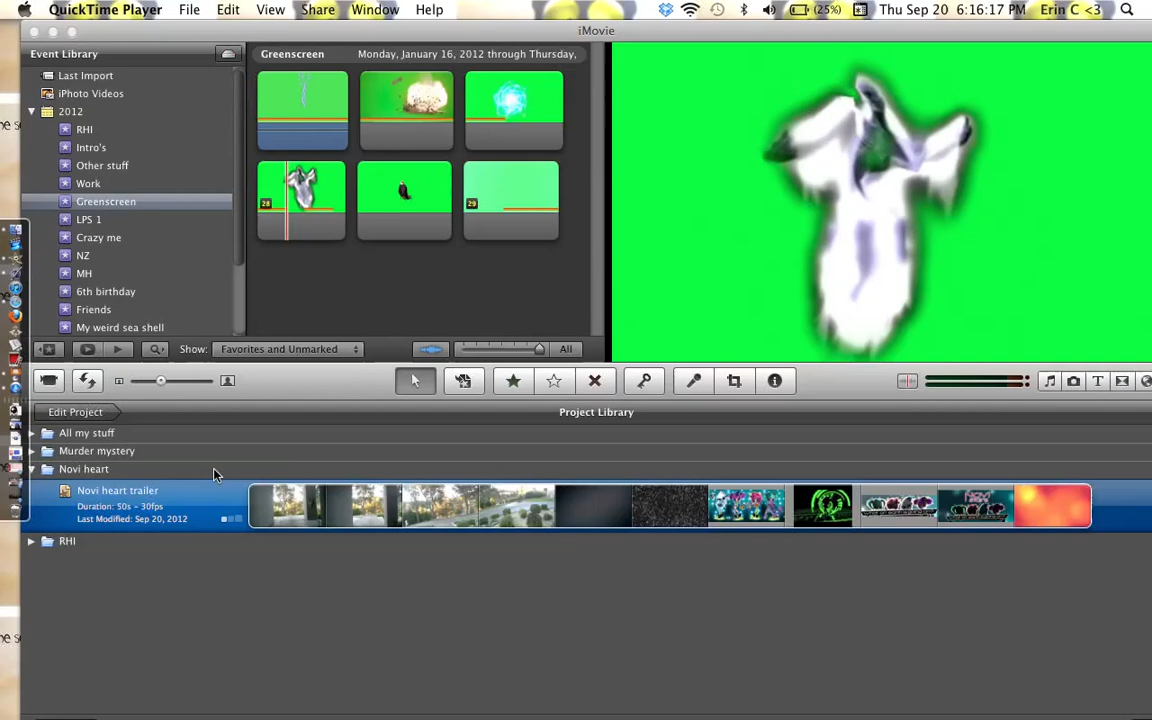 QuickTime Player File Edit View Share Window Help (25%) Thu Sep 20 6:16:17 PM Erin C <3
iMovie
Event Library
Greenscreen Monday, January 16, 2012 through Thursday,
Last Import
iPhoto Videos
2012
RHI
Intro's
Other stuff
Work
Greenscreen
LPS 1
Crazy me
NZ
MH
6th birthday
Friends
My weird sea shell
28
29
Show: Favorites and Unmarked All
Edit Project Project Library
All my stuff
Murder mystery
Novi heart
Novi heart trailer
Duration: 50s - 30fps
Last Modified: Sep 20, 2012
RHI